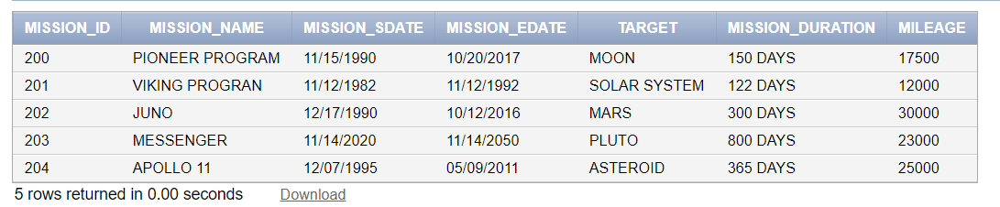 MISSION_ID MISSION_NAME MISSION_SDATE MISSION_EDATE TARGET MISSION_DURATION MILEAGE
200 PIONEER PROGRAM 11/15/1990 10/20/2017 MOON 150 DAYS 17500
201 VIKING PROGRAN 11/12/1982 11/12/1992 SOLAR SYSTEM 122 DAYS 12000
202 JUNO 12/17/1990 10/12/2016 MARS 300 DAYS 30000
203 MESSENGER 11/14/2020 11/14/2050 PLUTO 800 DAYS 23000
204 APOLLO 11 12/07/1995 05/09/2011 ASTEROID 365 DAYS 25000
5 rows returned in 0.00 seconds Download